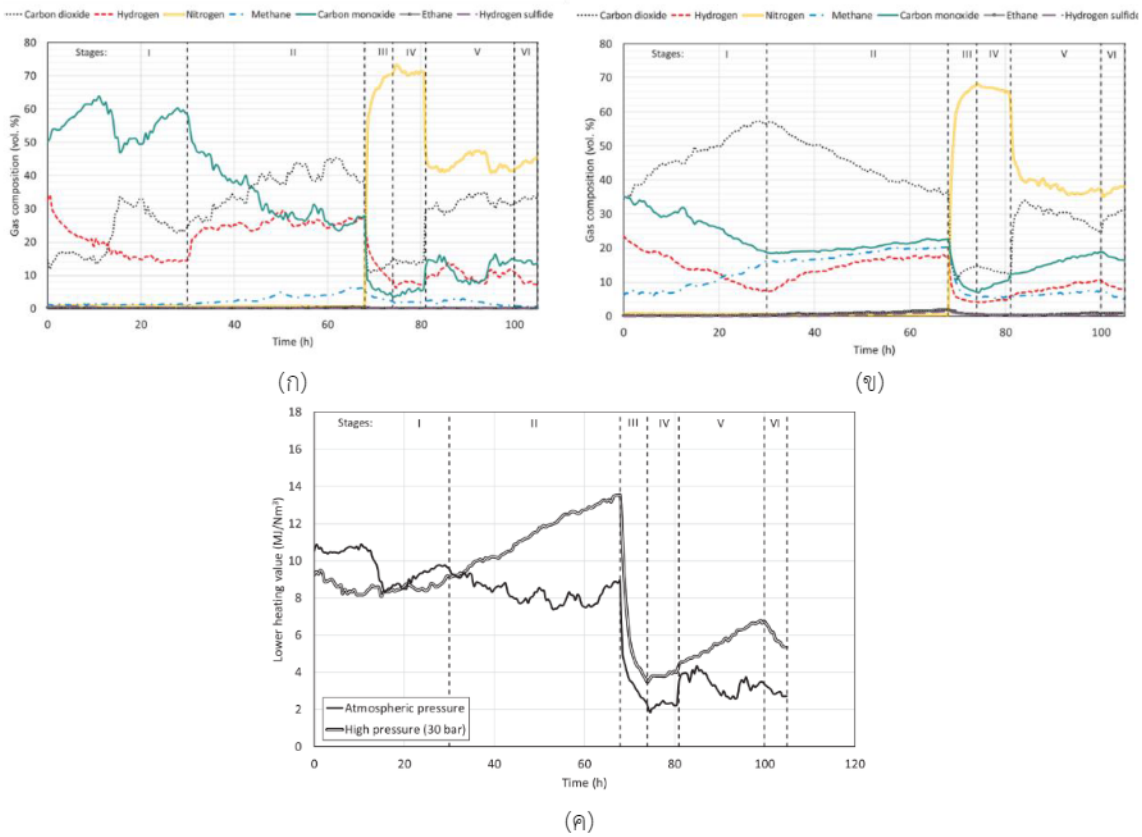 Carbon dioxide Hydrogen Nitrogen Methane Carbon monoxide Ethane Hydrogen sulfide
Stages: I II III IV V VI
Gas composition (vol. %)
80
70
60
50
40
30
20
10
0
0 20 40 60 80 100
Time (h)
(ก)
Carbon dioxide Hydrogen Nitrogen Methane Carbon monoxide Ethane Hydrogen sulfide
Stages: I II III IV V VI
Gas composition (vol. %)
80
70
60
50
40
30
20
10
0
0 20 40 60 80 100
Time (h)
(ข)
Stages: I II III IV V VI
Lower heating value (MJ/Nm³)
18
16
14
12
10
8
6
4
2
0
Atmospheric pressure
High pressure (30 bar)
0 20 40 60 80 100 120
Time (h)
(ค)